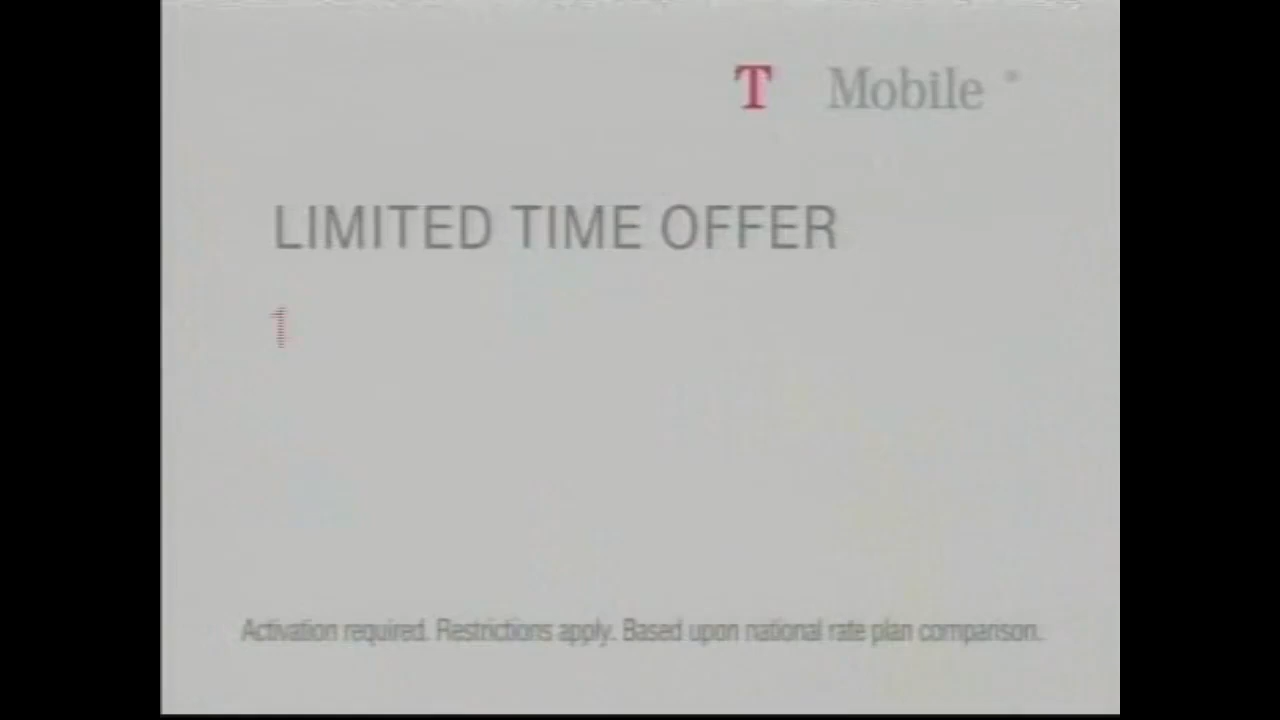 T Mobile
LIMITED TIME OFFER
1
Activation required. Restrictions apply. Based upon national rate plan comparison.